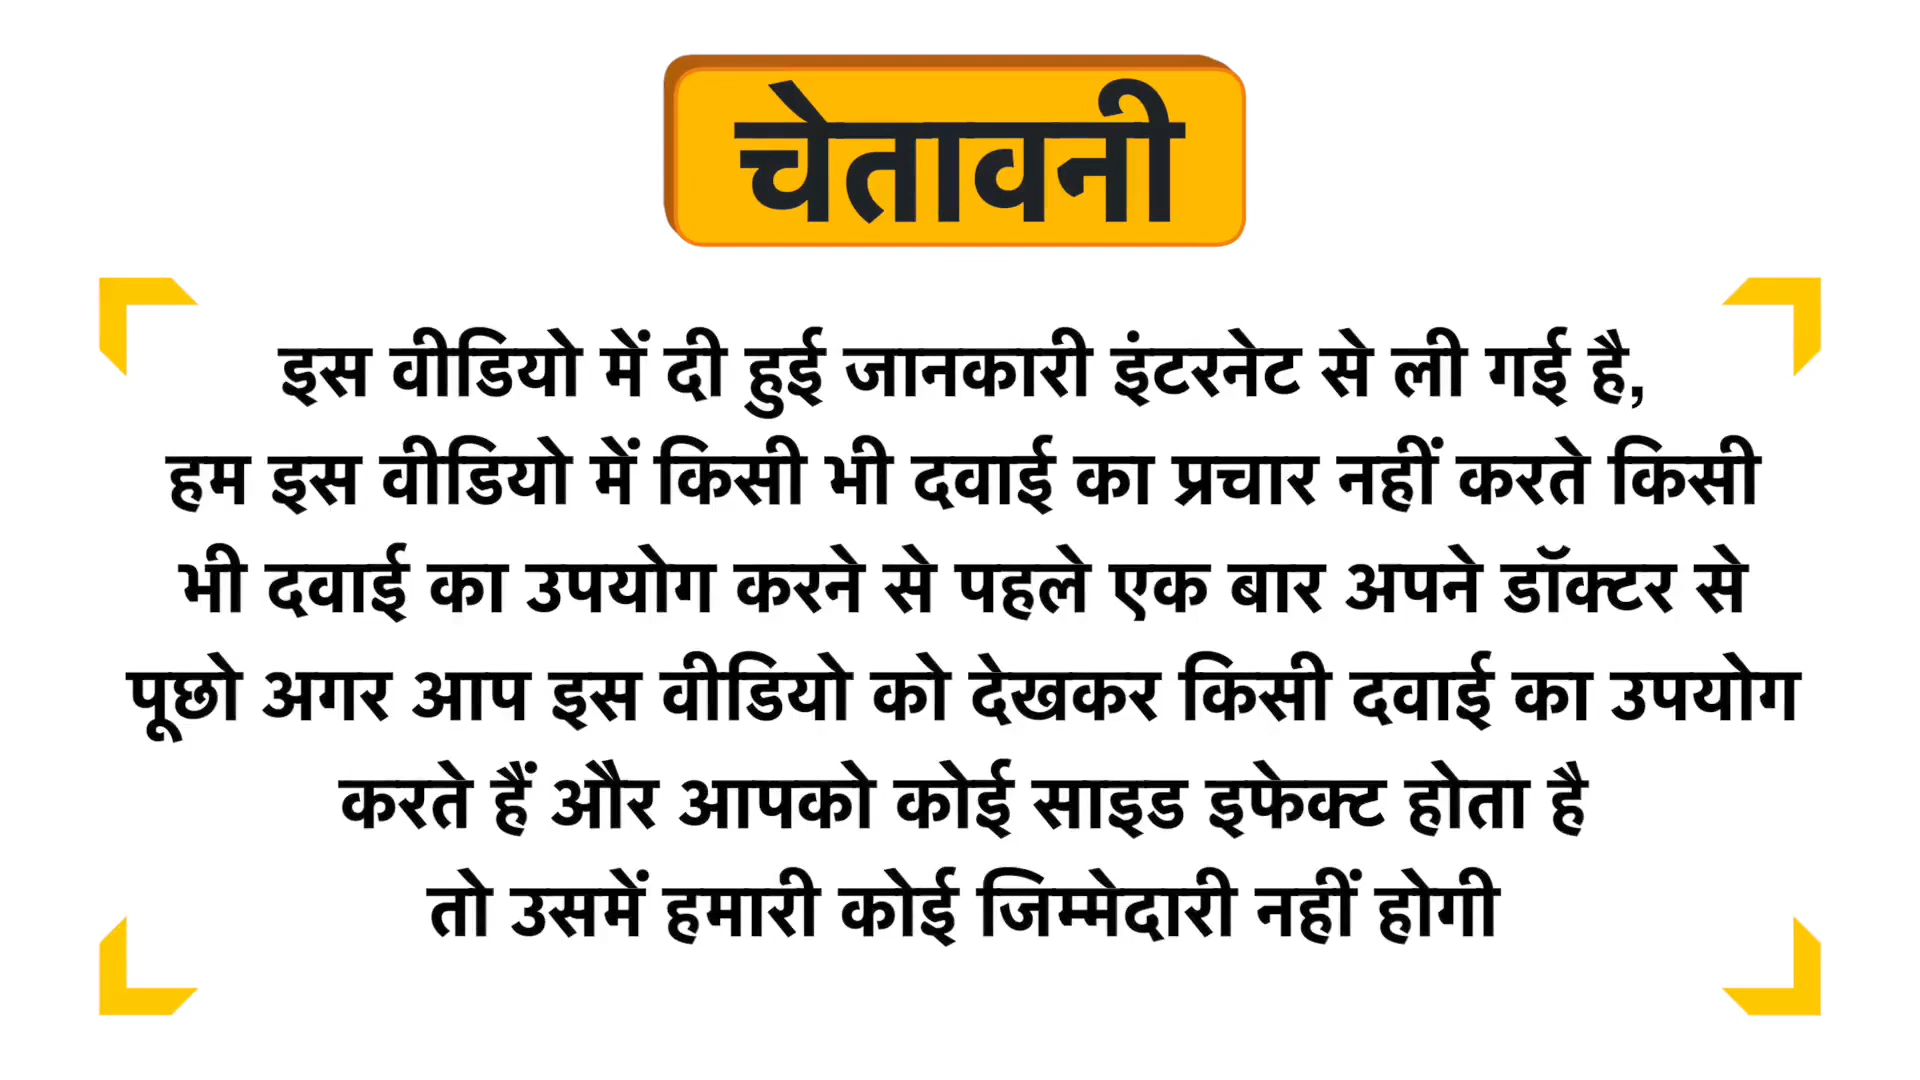 चेतावनी
इस वीडियो में दी हुई जानकारी इंटरनेट से ली गई है,
हम इस वीडियो में किसी भी दवाई का प्रचार नहीं करते किसी
भी दवाई का उपयोग करने से पहले एक बार अपने डॉक्टर से
पूछो अगर आप इस वीडियो को देखकर किसी दवाई का उपयोग
करते हैं और आपको कोई साइड इफेक्ट होता है
तो उसमें हमारी कोई जिम्मेदारी नहीं होगी